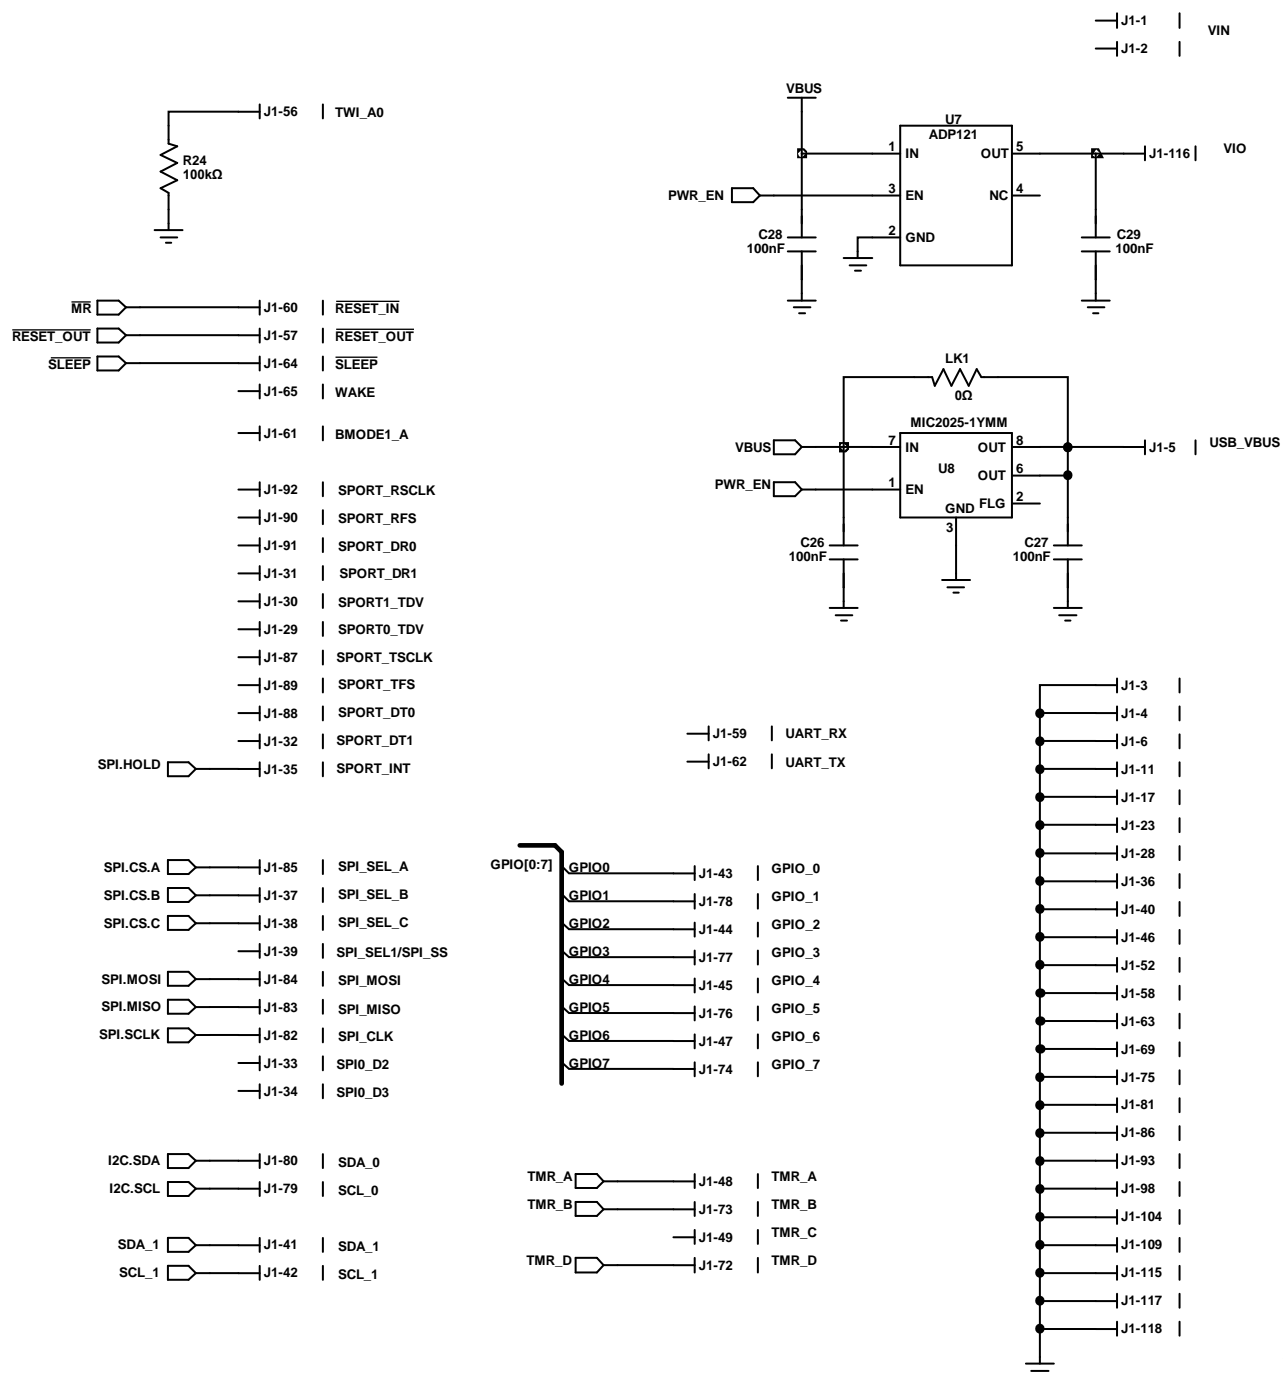 J1-1 | VIN
J1-2 |
J1-56 | TWI_A0
R24
100kΩ
VBUS
U7
ADP121
1 IN OUT 5 J1-116 | VIO
PWR_EN 3 EN NC 4
2 GND
C28
100nF
C29
100nF
MR J1-60 | RESET_IN
RESET_OUT J1-57 | RESET_OUT
SLEEP J1-64 | SLEEP
J1-65 | WAKE
J1-61 | BMODE1_A
LK1
0Ω
MIC2025-1YMM
VBUS 7 IN OUT 8 J1-5 | USB_VBUS
U8
OUT 6
PWR_EN 1 EN
FLG 2
GND
3
C26
100nF
C27
100nF
J1-92 | SPORT_RSCLK
J1-90 | SPORT_RFS
J1-91 | SPORT_DR0
J1-31 | SPORT_DR1
J1-30 | SPORT1_TDV
J1-29 | SPORT0_TDV
J1-87 | SPORT_TSCLK
J1-89 | SPORT_TFS
J1-88 | SPORT_DT0
J1-32 | SPORT_DT1
SPI.HOLD J1-35 | SPORT_INT
J1-59 | UART_RX
J1-62 | UART_TX
SPI.CS.A J1-85 | SPI_SEL_A
SPI.CS.B J1-37 | SPI_SEL_B
SPI.CS.C J1-38 | SPI_SEL_C
J1-39 | SPI_SEL1/SPI_SS
SPI.MOSI J1-84 | SPI_MOSI
SPI.MISO J1-83 | SPI_MISO
SPI.SCLK J1-82 | SPI_CLK
J1-33 | SPI0_D2
J1-34 | SPI0_D3
GPIO[0:7]
GPIO0 J1-43 | GPIO_0
GPIO1 J1-78 | GPIO_1
GPIO2 J1-44 | GPIO_2
GPIO3 J1-77 | GPIO_3
GPIO4 J1-45 | GPIO_4
GPIO5 J1-76 | GPIO_5
GPIO6 J1-47 | GPIO_6
GPIO7 J1-74 | GPIO_7
I2C.SDA J1-80 | SDA_0
I2C.SCL J1-79 | SCL_0
SDA_1 J1-41 | SDA_1
SCL_1 J1-42 | SCL_1
TMR_A J1-48 | TMR_A
TMR_B J1-73 | TMR_B
J1-49 | TMR_C
TMR_D J1-72 | TMR_D
J1-3 |
J1-4 |
J1-6 |
J1-11 |
J1-17 |
J1-23 |
J1-28 |
J1-36 |
J1-40 |
J1-46 |
J1-52 |
J1-58 |
J1-63 |
J1-69 |
J1-75 |
J1-81 |
J1-86 |
J1-93 |
J1-98 |
J1-104 |
J1-109 |
J1-115 |
J1-117 |
J1-118 |